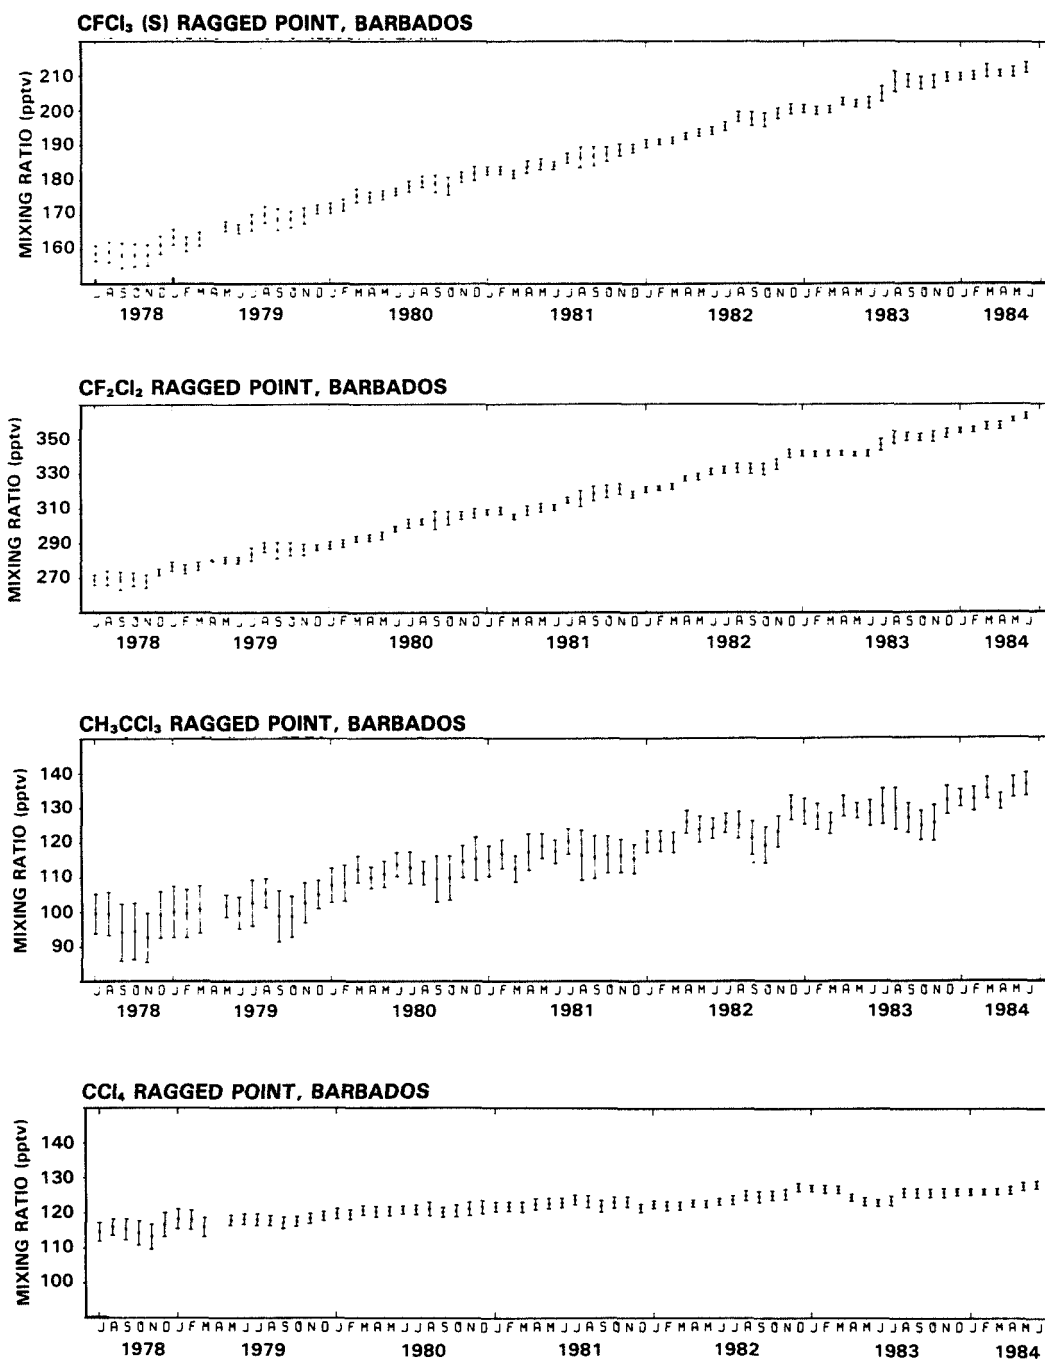 CFCl₃ (S) RAGGED POINT, BARBADOS
MIXING RATIO (pptv)
210
200
190
180
170
160
J A S O N D J F M A M J J A S O N D J F M A M J J A S O N D J F M A M J J A S O N D J F M A M J J A S O N D J F M A M J J A S O N D J F M A M J
1978 1979 1980 1981 1982 1983 1984
CF₂Cl₂ RAGGED POINT, BARBADOS
MIXING RATIO (pptv)
350
330
310
290
270
J A S O N D J F M A M J J A S O N D J F M A M J J A S O N D J F M A M J J A S O N D J F M A M J J A S O N D J F M A M J J A S O N D J F M A M J
1978 1979 1980 1981 1982 1983 1984
CH₃CCl₃ RAGGED POINT, BARBADOS
MIXING RATIO (pptv)
140
130
120
110
100
90
J A S O N D J F M A M J J A S O N D J F M A M J J A S O N D J F M A M J J A S O N D J F M A M J J A S O N D J F M A M J J A S O N D J F M A M J
1978 1979 1980 1981 1982 1983 1984
CCl₄ RAGGED POINT, BARBADOS
MIXING RATIO (pptv)
140
130
120
110
100
J A S O N D J F M A M J J A S O N D J F M A M J J A S O N D J F M A M J J A S O N D J F M A M J J A S O N D J F M A M J J A S O N D J F M A M J
1978 1979 1980 1981 1982 1983 1984